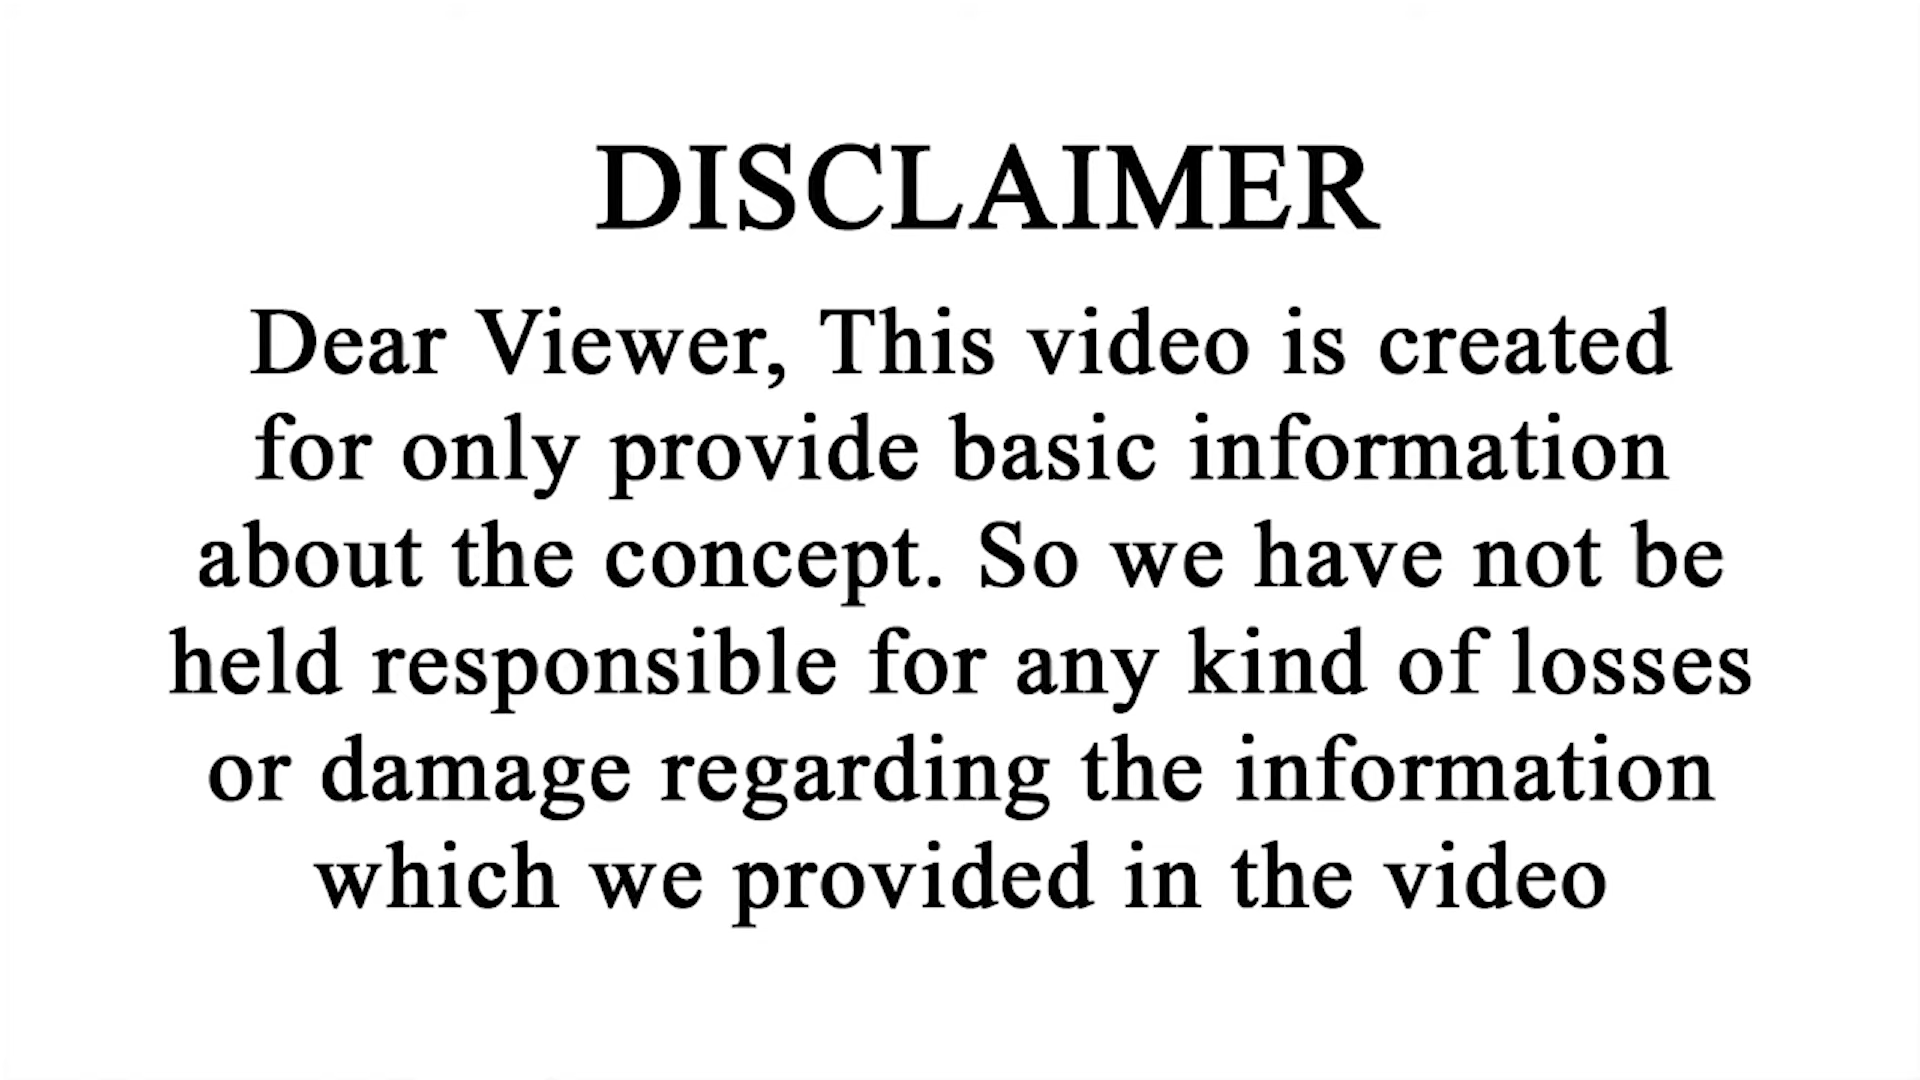 DISCLAIMER
Dear Viewer, This video is created
for only provide basic information
about the concept. So we have not be
held responsible for any kind of losses
or damage regarding the information
which we provided in the video